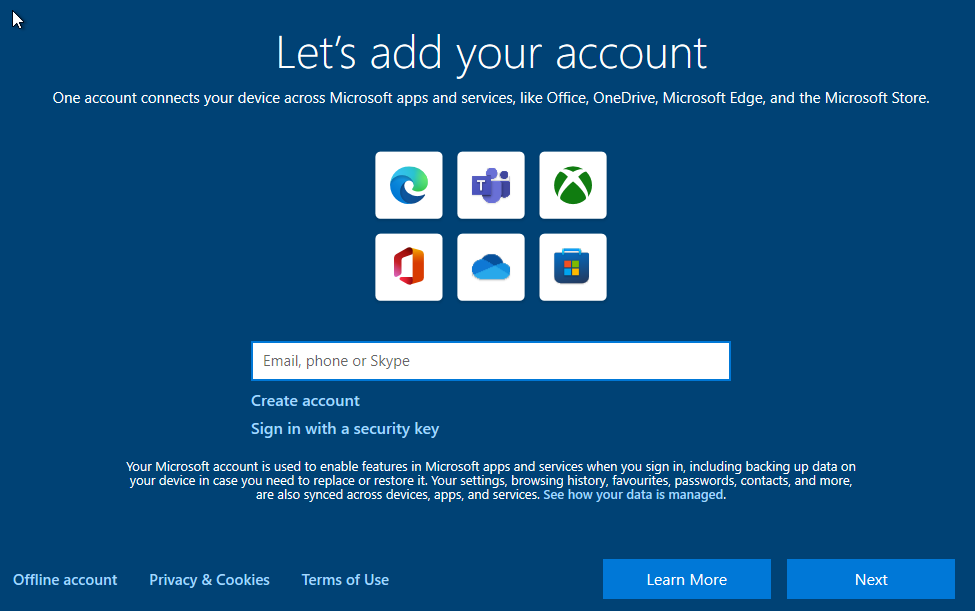 Let's add your account
One account connects your device across Microsoft apps and services, like Office, OneDrive, Microsoft Edge, and the Microsoft Store.
T
Email, phone or Skype
Create account
Sign in with a security key
Your Microsoft account is used to enable features in Microsoft apps and services when you sign in, including backing up data on
your device in case you need to replace or restore it. Your settings, browsing history, favourites, passwords, contacts, and more,
are also synced across devices, apps, and services. See how your data is managed.
Offline account Privacy & Cookies Terms of Use Learn More Next